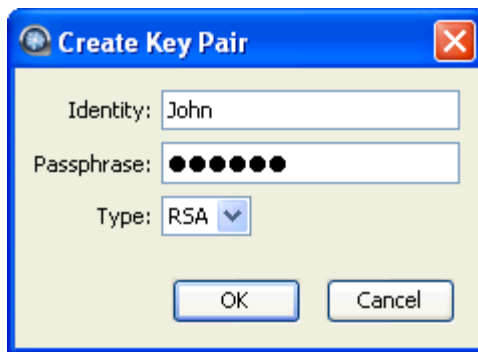 Create Key Pair
Identity: John
Passphrase: ●●●●●●
Type: RSA
OK Cancel